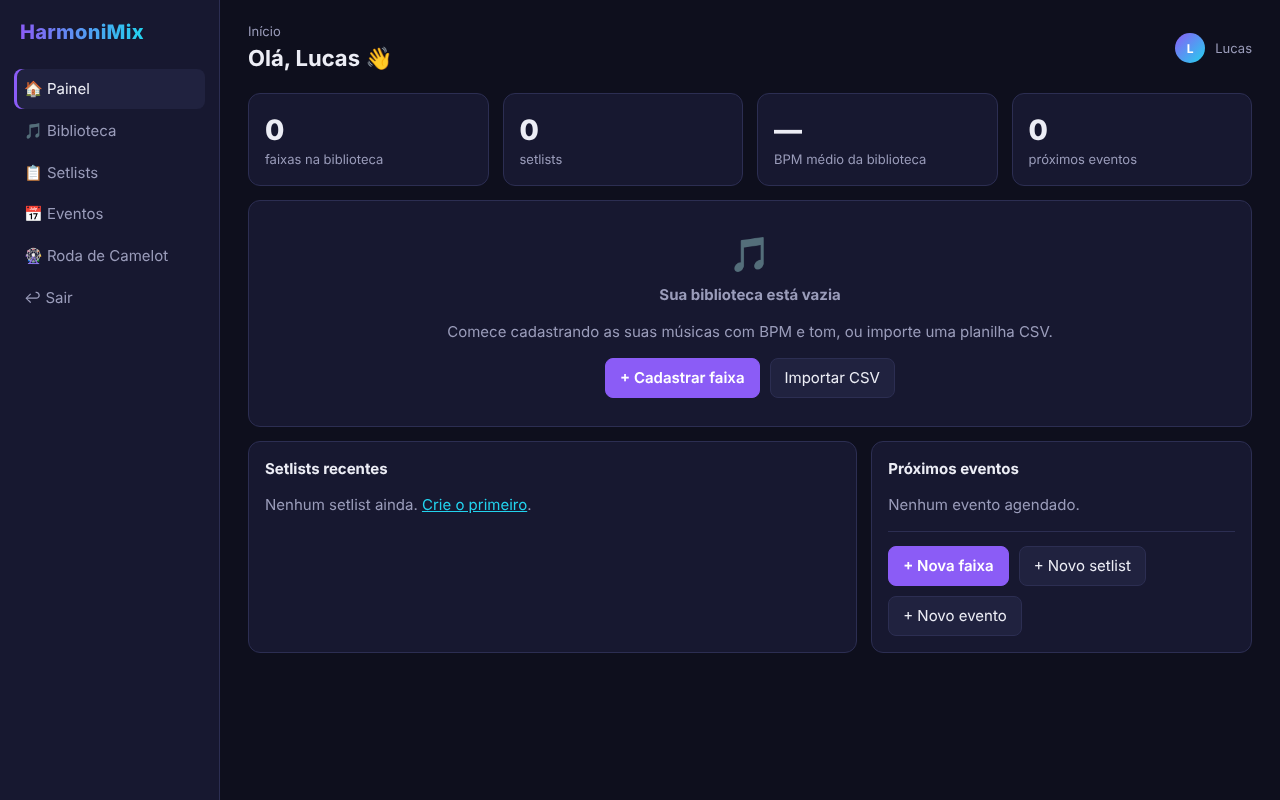 HarmoniMix
🏠 Painel
🎵 Biblioteca
📋 Setlists
📅 Eventos
🎡 Roda de Camelot
↩ Sair
Início
Olá, Lucas 👋
L
Lucas
0
faixas na biblioteca
0
setlists
—
BPM médio da biblioteca
0
próximos eventos
Sua biblioteca está vazia
Comece cadastrando as suas músicas com BPM e tom, ou importe uma planilha CSV.
+ Cadastrar faixa
Importar CSV
Setlists recentes
Nenhum setlist ainda. Crie o primeiro.
Próximos eventos
Nenhum evento agendado.
+ Nova faixa
+ Novo setlist
+ Novo evento